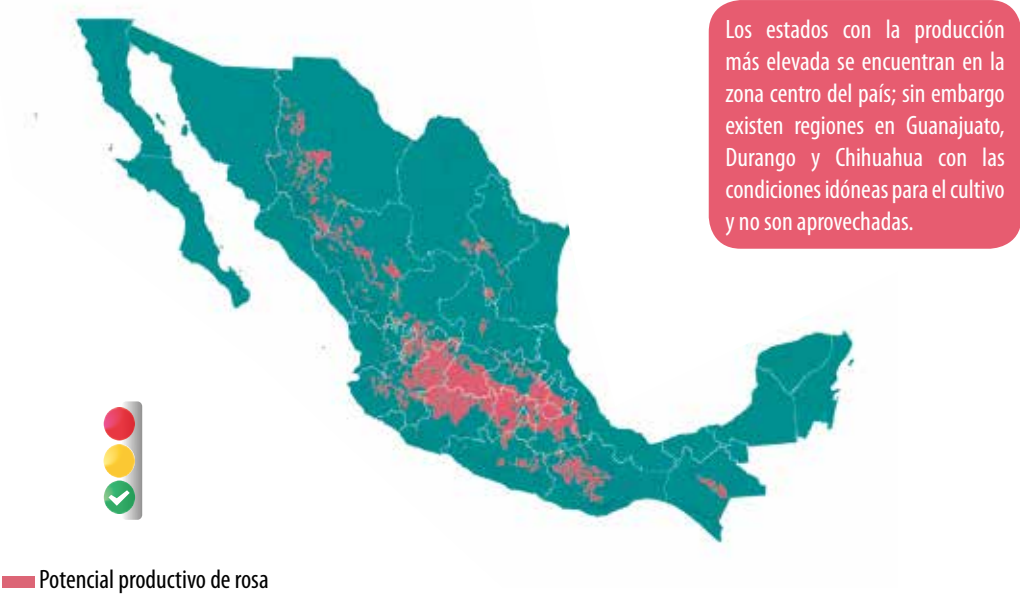 Los estados con la producción
más elevada se encuentran en la
zona centro del país; sin embargo
existen regiones en Guanajuato,
Durango y Chihuahua con las
condiciones idóneas para el cultivo
y no son aprovechadas.
Potencial productivo de rosa